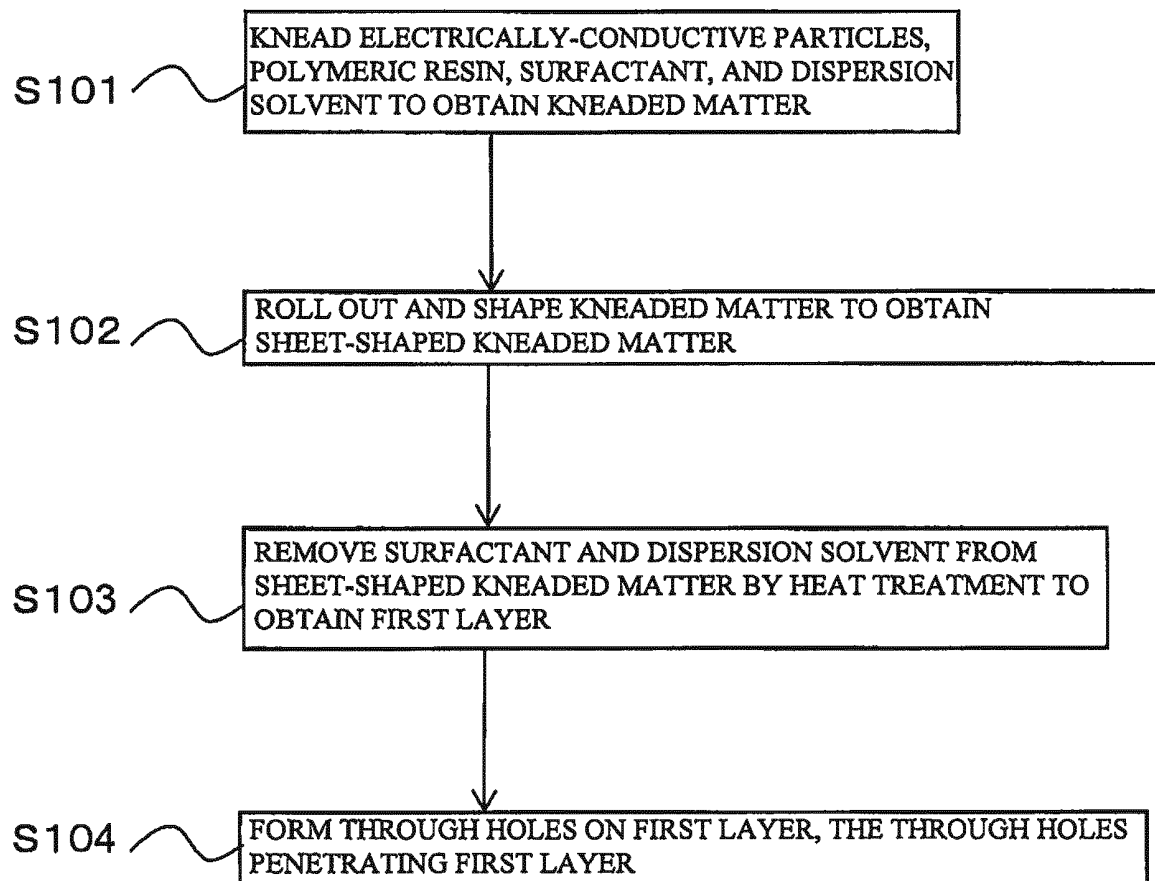 S101
KNEAD ELECTRICALLY-CONDUCTIVE PARTICLES,
POLYMERIC RESIN, SURFACTANT, AND DISPERSION
SOLVENT TO OBTAIN KNEADED MATTER
S102
ROLL OUT AND SHAPE KNEADED MATTER TO OBTAIN
SHEET-SHAPED KNEADED MATTER
S103
REMOVE SURFACTANT AND DISPERSION SOLVENT FROM
SHEET-SHAPED KNEADED MATTER BY HEAT TREATMENT TO
OBTAIN FIRST LAYER
S104
FORM THROUGH HOLES ON FIRST LAYER, THE THROUGH HOLES
PENETRATING FIRST LAYER